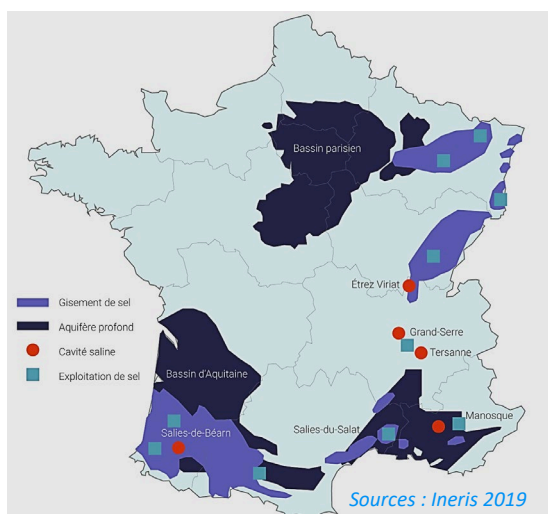 Bassin parisien
Étrez Viriat
Gisement de sel
Aquifère profond
Cavité saline
Exploitation de sel
Grand-Serre
Tersanne
Bassin d'Aquitaine
Manosque
Salies-du-Salat
Salies-de-Béarn
Sources : Ineris 2019